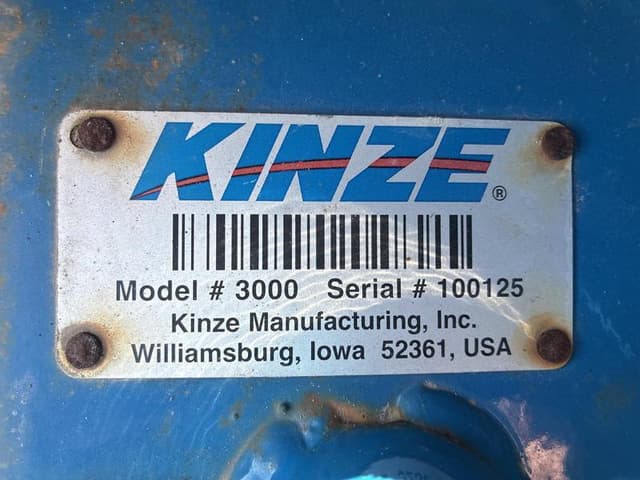 KINZE®
Model # 3000 Serial # 100125
Kinze Manufacturing, Inc.
Williamsburg, Iowa 52361, USA